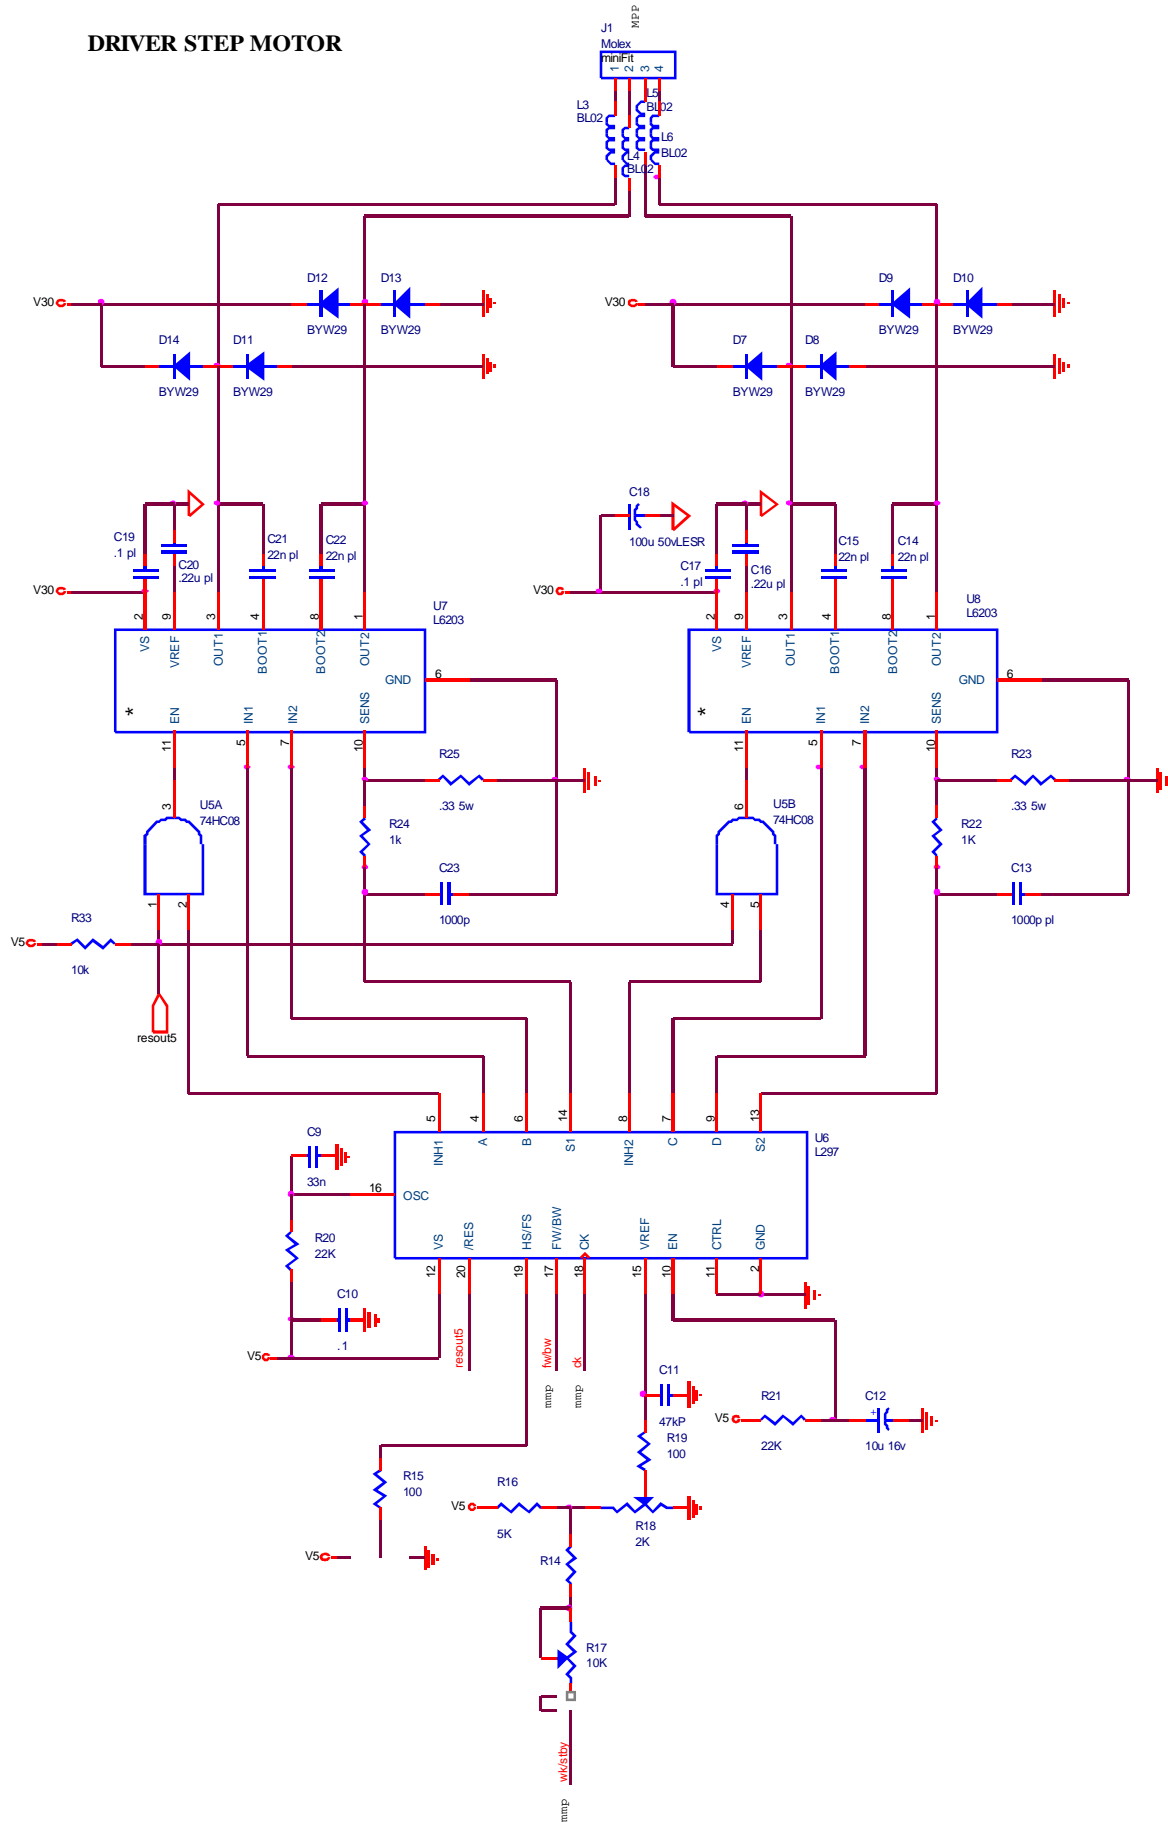 DRIVER STEP MOTOR
MPP
J1
Molex
miniFit
1 2 3 4
L3
BL02
L5
BL02
L4
BL02
L6
BL02
V30
D12
BYW29
D13
BYW29
D14
BYW29
D11
BYW29
V30
D9
BYW29
D10
BYW29
D7
BYW29
D8
BYW29
C19
.1 pl
C20
.22u pl
C21
22n pl
C22
22n pl
V30
C18
100u 50vLESR
C17
.1 pl
C16
.22u pl
C15
22n pl
C14
22n pl
V30
U7
L6203
2 9 3 4 8 1
VS VREF OUT1 BOOT1 BOOT2 OUT2
GND 6
* EN IN1 IN2 SENS
11 5 7 10
U8
L6203
2 9 3 4 8 1
VS VREF OUT1 BOOT1 BOOT2 OUT2
GND 6
* EN IN1 IN2 SENS
11 5 7 10
R25
.33 5w
R24
1k
C23
1000p
R23
.33 5w
R22
1K
C13
1000p pl
3
U5A
74HC08
1 2
6
U5B
74HC08
4 5
V5
R33
10k
resout5
5 4 6 14 8 7 9 13
U6
L297
INH1 A B S1 INH2 C D S2
16 OSC
VS /RES HS/FS FW/BW CK VREF EN CTRL GND
12 20 19 17 18 15 10 11 2
C9
33n
R20
22K
C10
.1
V5
resout5
fw/bw
mmp
ck
mmp
C11
47kP
R19
100
R21
22K
V5
C12
+
10u 16v
R15
100
V5
R16
5K
V5
R18
2K
R14
R17
10K
wk/stby
mmp